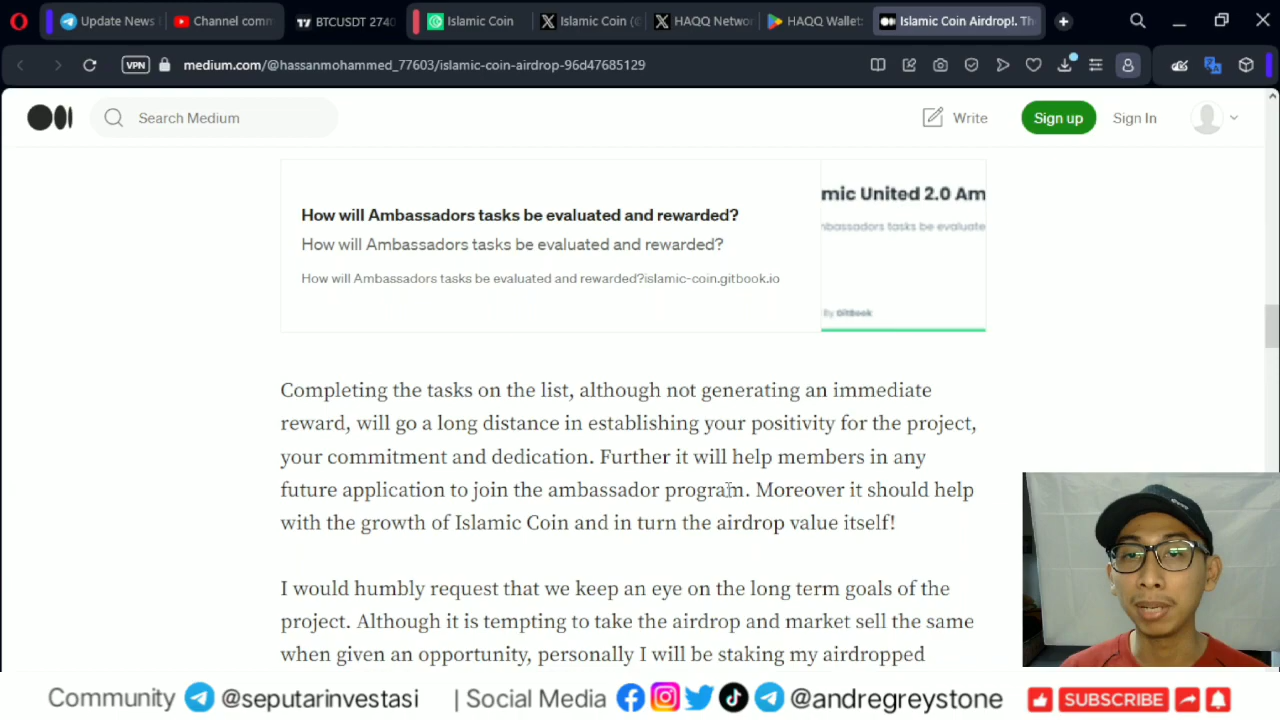 Update News
Channel comm
BTCUSDT 2740
Islamic Coin
Islamic Coin (
HAQQ Networ
HAQQ Wallet:
Islamic Coin Airdrop!. Th
VPN
medium.com/@hassanmohammed_77603/islamic-coin-airdrop-96d47685129
Search Medium
Write
Sign up
Sign In
How will Ambassadors tasks be evaluated and rewarded?
How will Ambassadors tasks be evaluated and rewarded?
How will Ambassadors tasks be evaluated and rewarded?islamic-coin.gitbook.io
mic United 2.0 Am
mbassadors tasks be evaluate
By GitBook
Completing the tasks on the list, although not generating an immediate
reward, will go a long distance in establishing your positivity for the project,
your commitment and dedication. Further it will help members in any
future application to join the ambassador program. Moreover it should help
with the growth of Islamic Coin and in turn the airdrop value itself!
I would humbly request that we keep an eye on the long term goals of the
project. Although it is tempting to take the airdrop and market sell the same
when given an opportunity, personally I will be staking my airdropped
Community @seputarinvestasi | Social Media @andregreystone
SUBSCRIBE